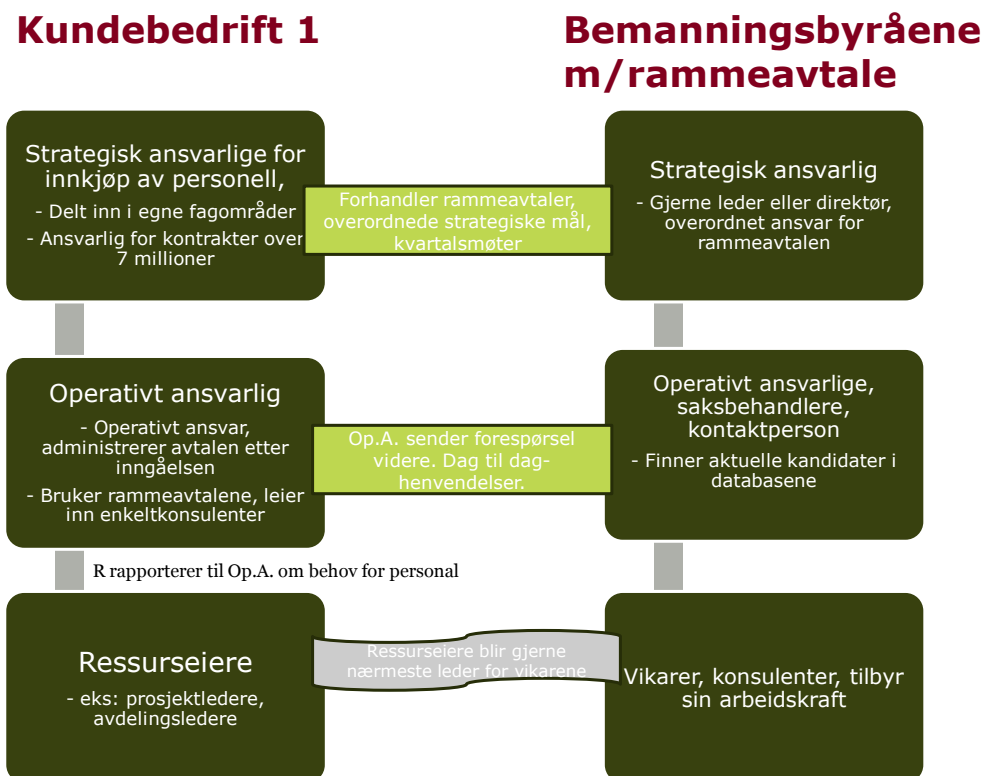 Kundebedrift 1
Bemanningsbyråene
m/rammeavtale
Strategisk ansvarlige for
innkjøp av personell,
- Delt inn i egne fagområder
- Ansvarlig for kontrakter over
7 millioner
Forhandler rammeavtaler,
overordnede strategiske mål,
kvartalsmøter
Strategisk ansvarlig
- Gjerne leder eller direktør,
overordnet ansvar for
rammeavtalen
Operativt ansvarlig
- Operativt ansvar,
administrerer avtalen etter
inngåelsen
- Bruker rammeavtalene, leier
inn enkeltkonsulenter
Op.A. sender forespørsel
videre. Dag til dag-
henvendelser.
Operativt ansvarlige,
saksbehandlere,
kontaktperson
- Finner aktuelle kandidater i
databasene
R rapporterer til Op.A. om behov for personal
Ressurseiere
- eks: prosjektledere,
avdelingsledere
Ressurseiere blir gjerne
nærmeste leder for vikarene
Vikarer, konsulenter, tilbyr
sin arbeidskraft